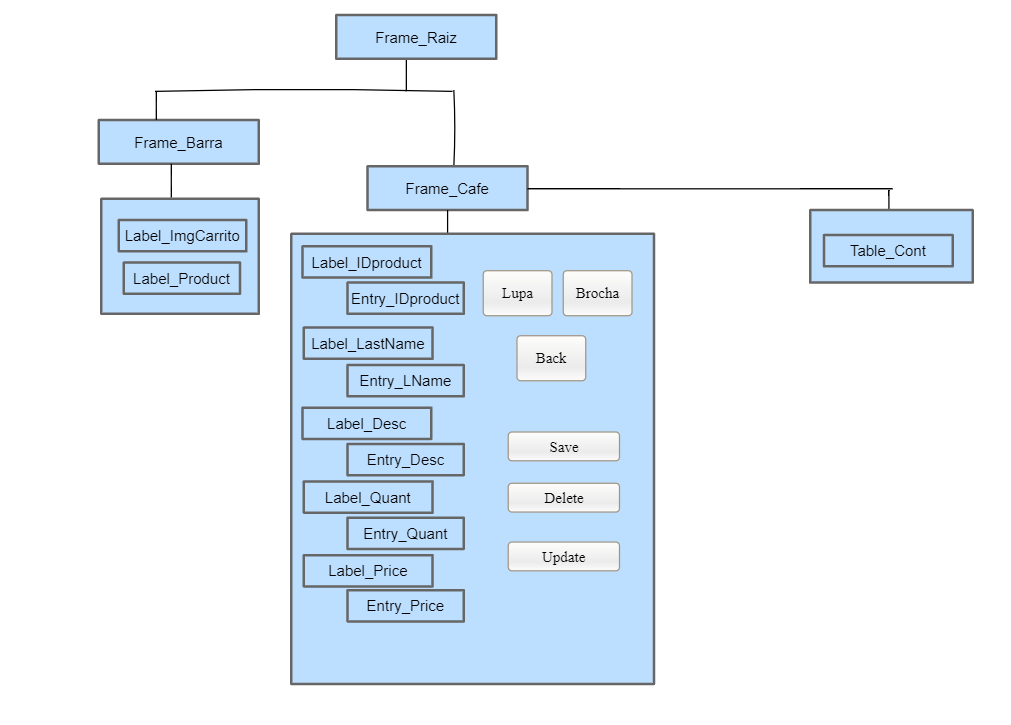 Frame_Raiz
Frame_Barra
Label_ImgCarrito
Label_Product
Frame_Cafe
Label_IDproduct
Entry_IDproduct
Label_LastName
Entry_LName
Label_Desc
Entry_Desc
Label_Quant
Entry_Quant
Label_Price
Entry_Price
Lupa
Brocha
Back
Save
Delete
Update
Table_Cont